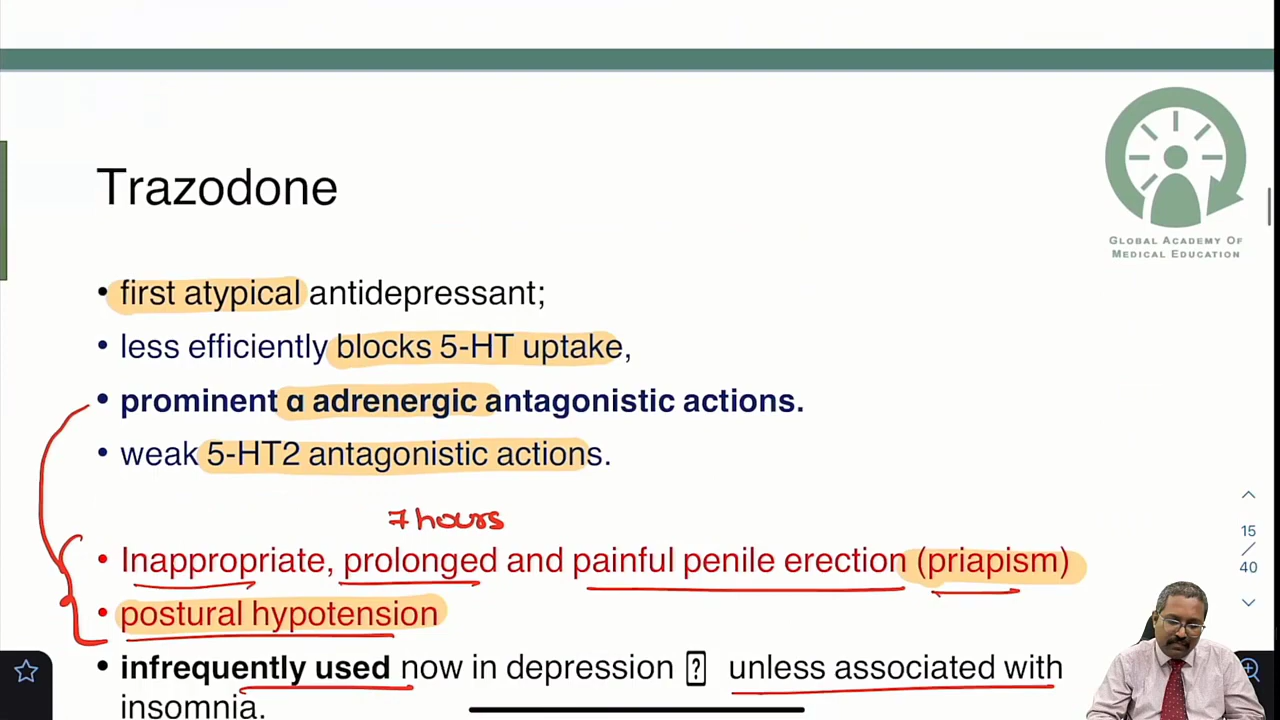 GLOBAL ACADEMY OF
MEDICAL EDUCATION
Trazodone
• first atypical antidepressant;
• less efficiently blocks 5-HT uptake,
• prominent α adrenergic antagonistic actions.
• weak 5-HT2 antagonistic actions.
7 hours
• Inappropriate, prolonged and painful penile erection (priapism)
• postural hypotension
• infrequently used now in depression ? unless associated with
insomnia.
15
/
40